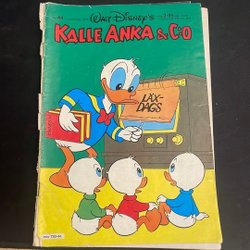 WALT DISNEY'S
KALLE ANKA & C:O
LÄX-
DAGS